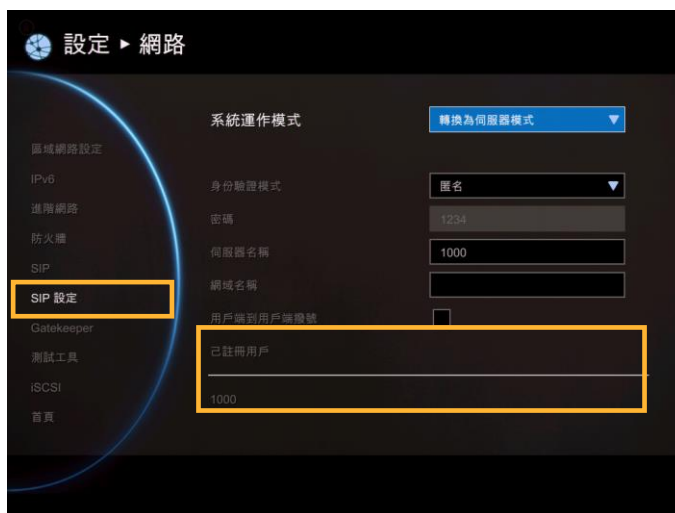 設定 ▸ 網路
系統運作模式 轉換為伺服器模式 ▼
區域網路設定
IPv6
進階網路
防火牆
SIP
SIP 設定
Gatekeeper
測試工具
iSCSI
首頁
身份驗證模式 匿名 ▼
密碼 1234
伺服器名稱 1000
網域名稱
用戶端到用戶端撥號
己註冊用戶
1000